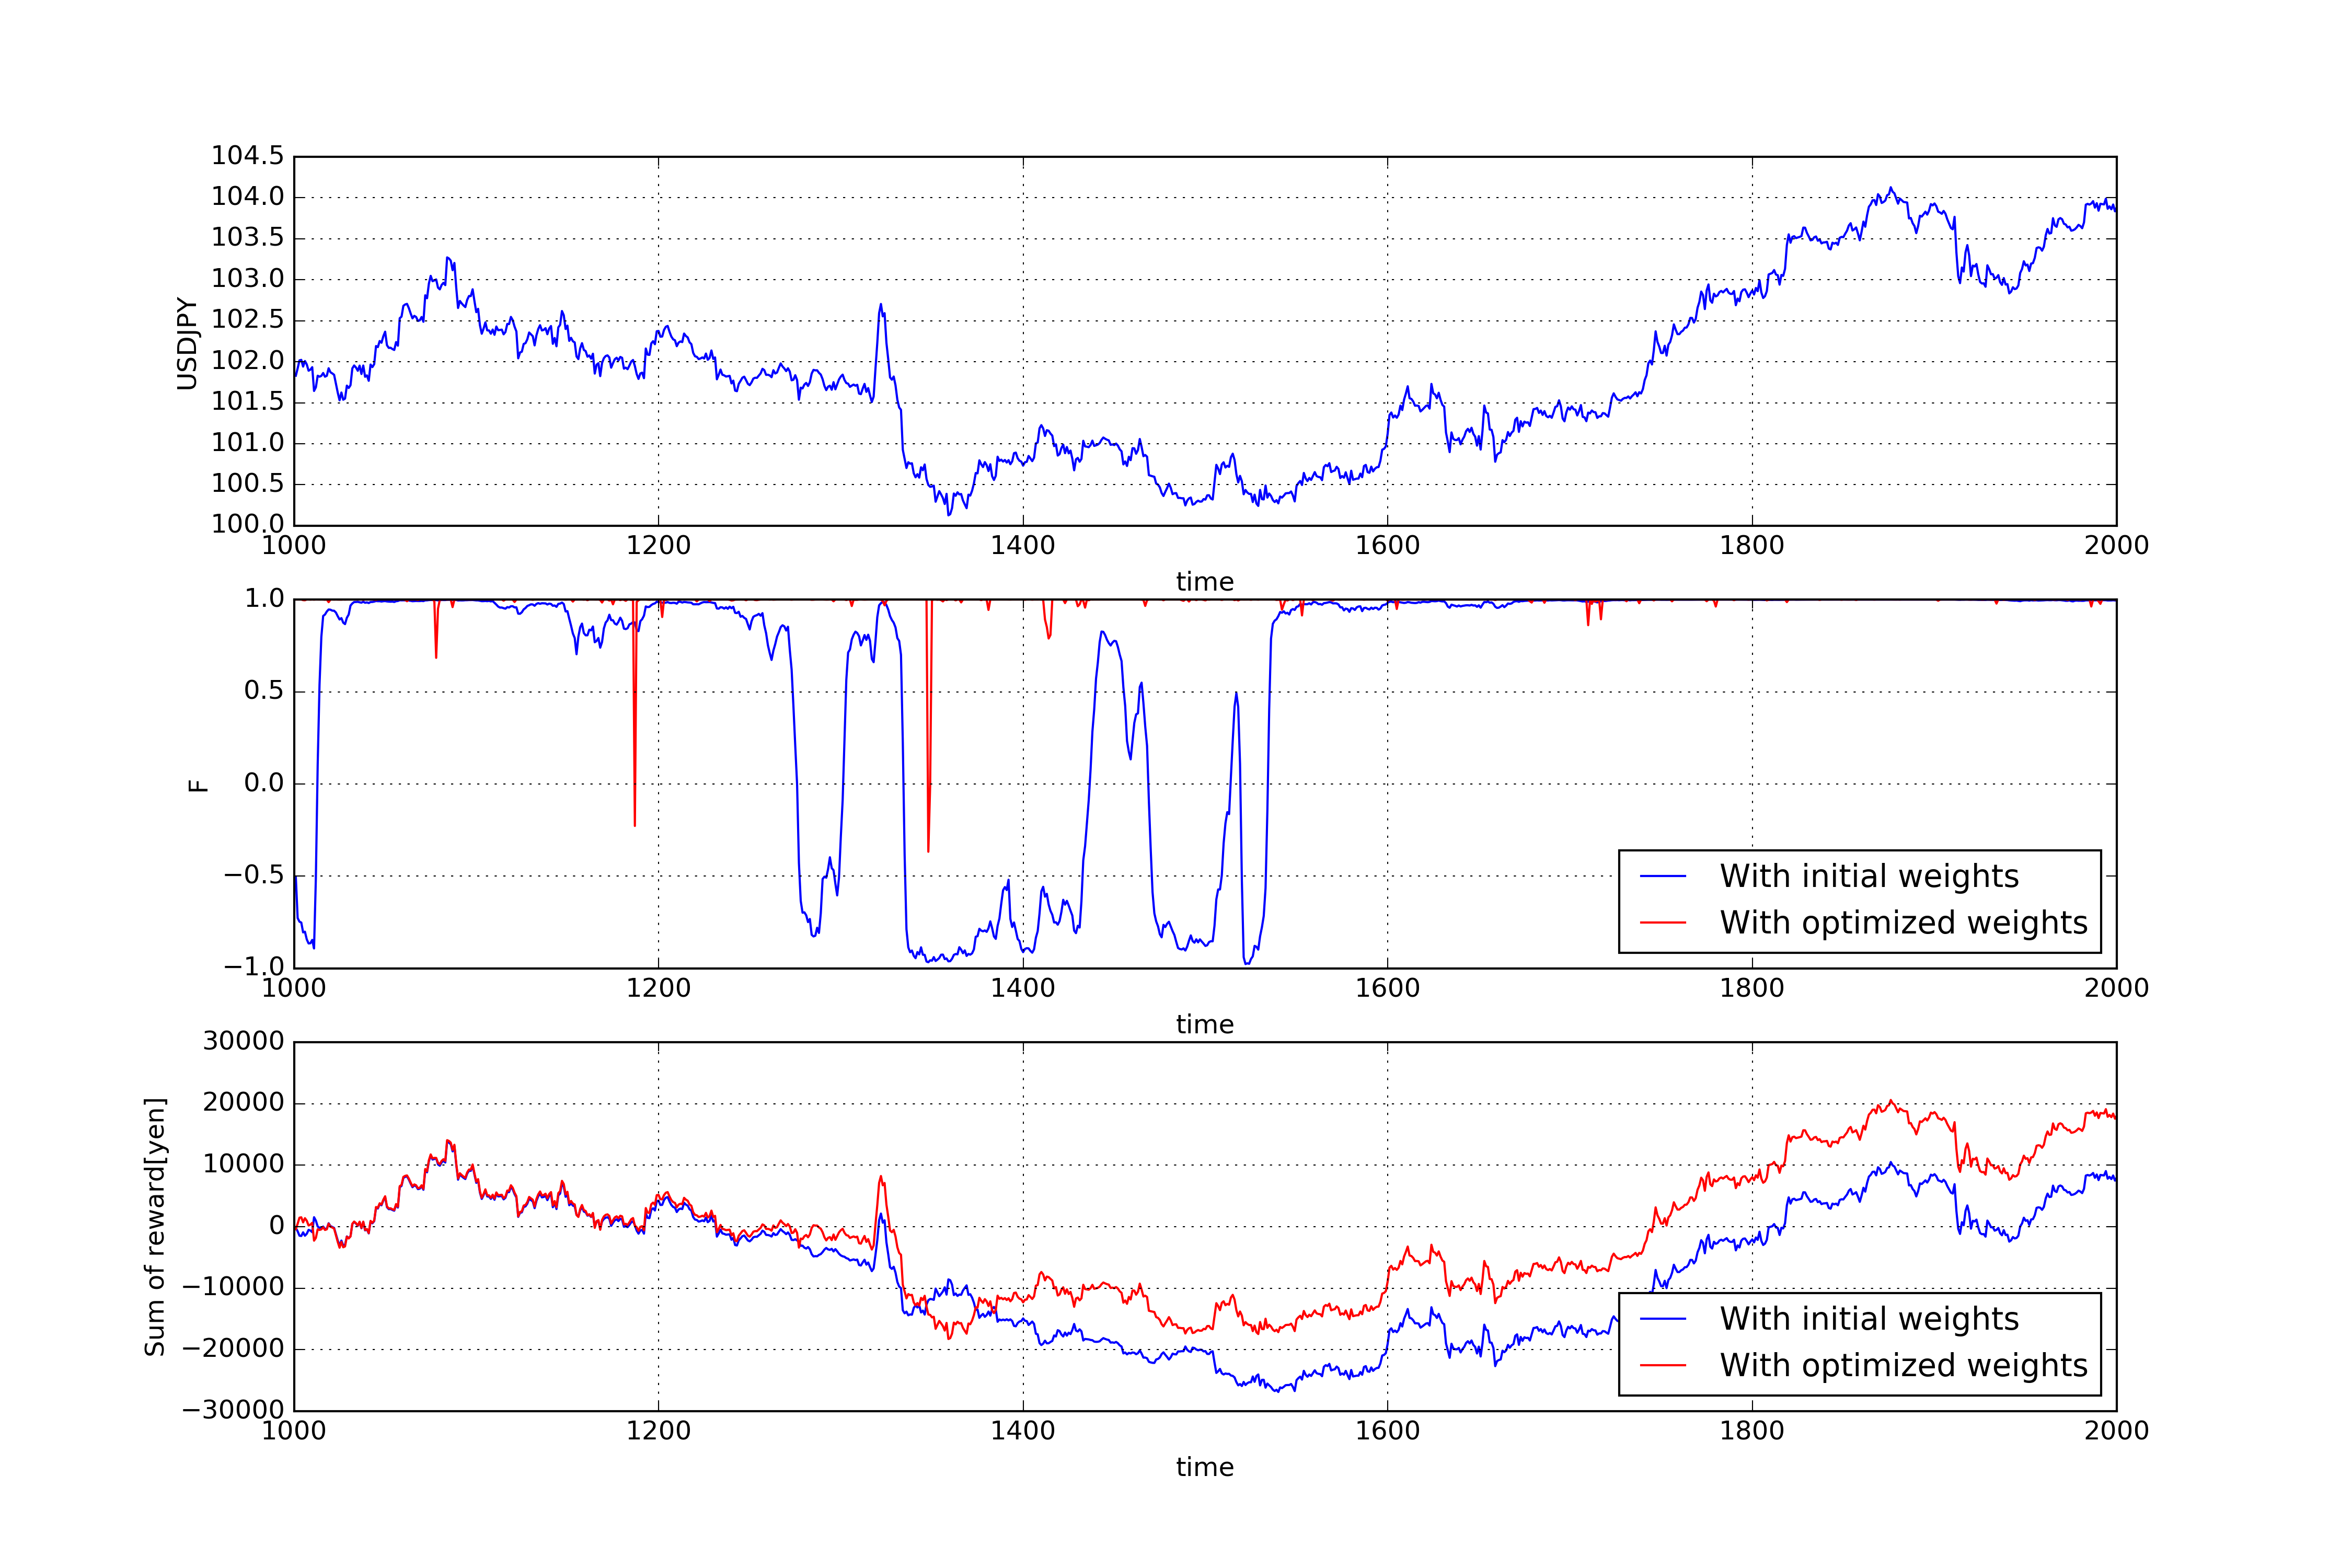 104.5
104.0
103.5
103.0
102.5
102.0
101.5
101.0
100.5
100.0
USDJPY
1000 1200 1400 1600 1800 2000
time
1.0
0.5
0.0
−0.5
−1.0
F
With initial weights
With optimized weights
1000 1200 1400 1600 1800 2000
time
30000
20000
10000
0
−10000
−20000
−30000
Sum of reward[yen]
With initial weights
With optimized weights
1000 1200 1400 1600 1800 2000
time